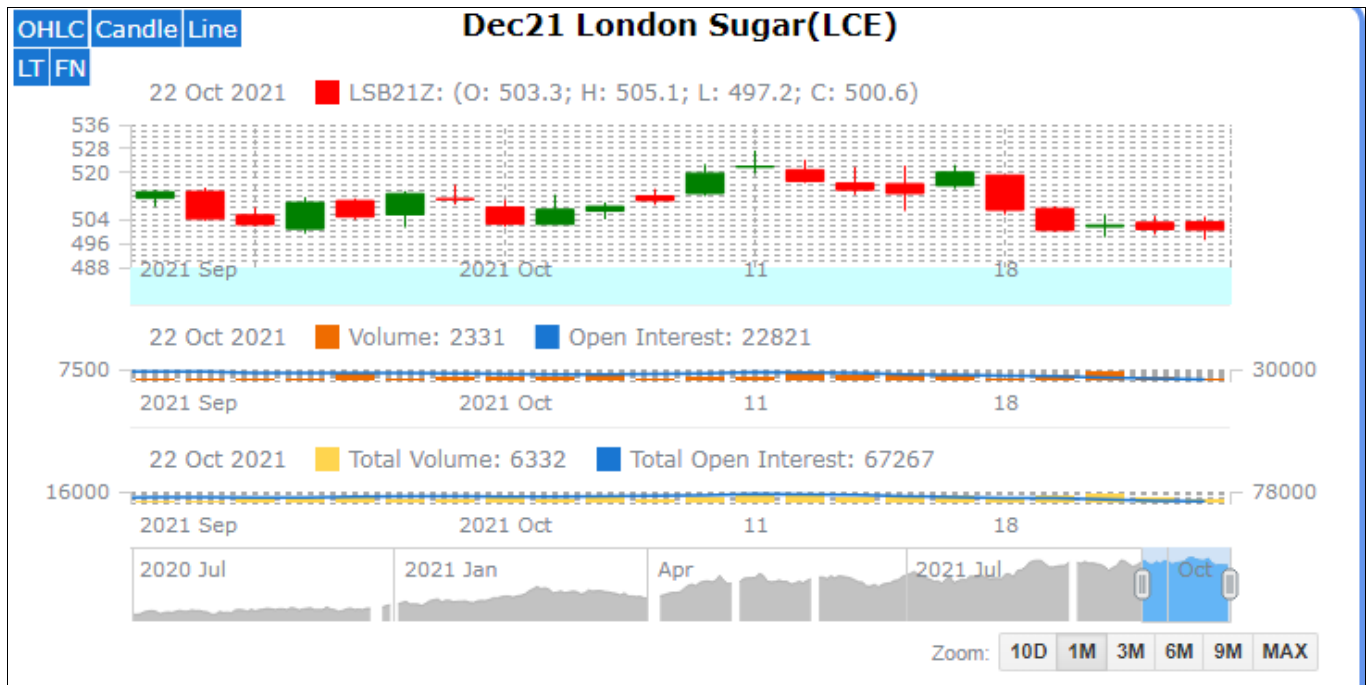 OHLC Candle Line
LT FN
Dec21 London Sugar(LCE)
22 Oct 2021 LSB21Z: (O: 503.3; H: 505.1; L: 497.2; C: 500.6)
536
528
520
504
496
488
2021 Sep 2021 Oct 11 18
22 Oct 2021 Volume: 2331 Open Interest: 22821
7500 30000
2021 Sep 2021 Oct 11 18
22 Oct 2021 Total Volume: 6332 Total Open Interest: 67267
16000 78000
2021 Sep 2021 Oct 11 18
2020 Jul 2021 Jan Apr 2021 Jul Oct
Zoom: 10D 1M 3M 6M 9M MAX